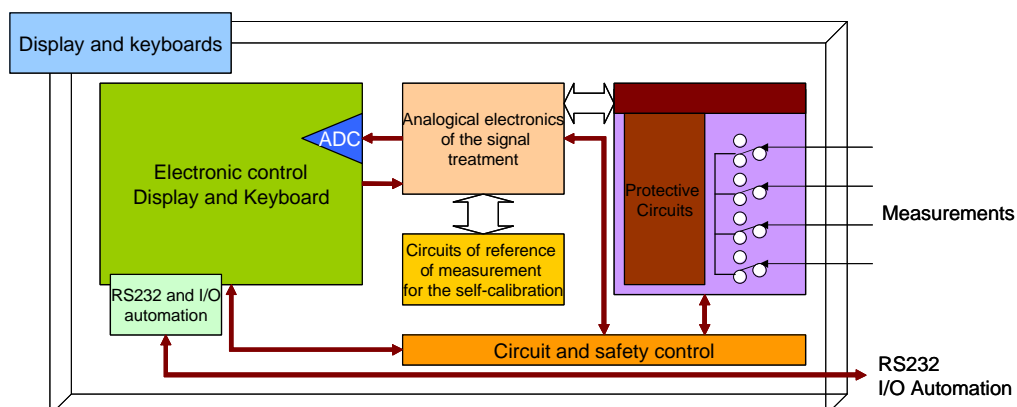 Display and keyboards
ADC
Electronic control
Display and Keyboard
RS232 and I/O
automation
Analogical electronics
of the signal
treatment
Circuits of reference
of measurement
for the self-calibration
Protective
Circuits
Measurements
Circuit and safety control
RS232
I/O Automation